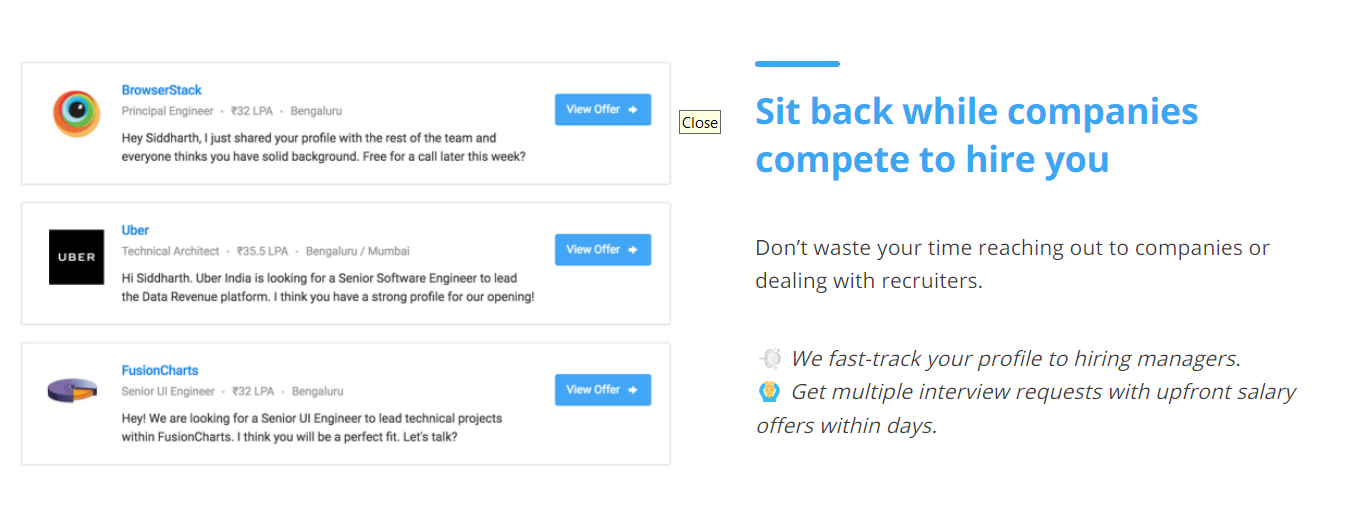 BrowserStack
Principal Engineer • ₹32 LPA • Bengaluru
View Offer
Hey Siddharth, I just shared your profile with the rest of the team and
everyone thinks you have solid background. Free for a call later this week?
UBER
Uber
Technical Architect • ₹35.5 LPA • Bengaluru / Mumbai
View Offer
Hi Siddharth. Uber India is looking for a Senior Software Engineer to lead
the Data Revenue platform. I think you have a strong profile for our opening!
FusionCharts
Senior UI Engineer • ₹32 LPA • Bengaluru
View Offer
Hey! We are looking for a Senior UI Engineer to lead technical projects
within FusionCharts. I think you will be a perfect fit. Let's talk?
Close
Sit back while companies
compete to hire you
Don’t waste your time reaching out to companies or
dealing with recruiters.
We fast-track your profile to hiring managers.
Get multiple interview requests with upfront salary
offers within days.